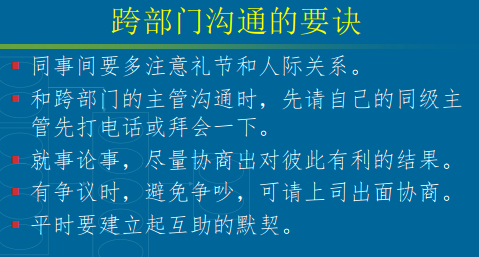 跨部门沟通的要诀
同事间要多注意礼节和人际关系。
和跨部门的主管沟通时，先请自己的同级主
管先打电话或拜会一下。
就事论事，尽量协商出对彼此有利的结果。
有争议时，避免争吵，可请上司出面协商。
平时要建立起互助的默契。